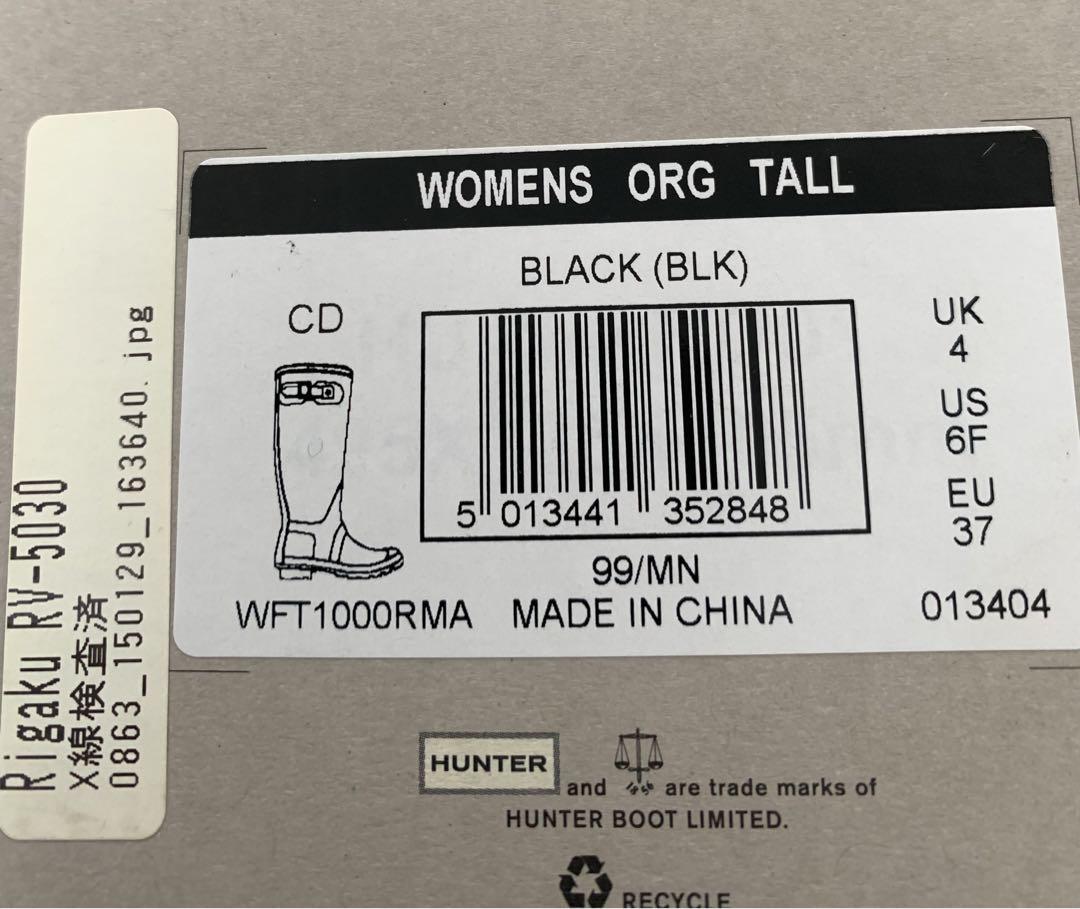 WOMENS ORG TALL
BLACK (BLK)
CD
5 013441 352848
UK
4
US
6F
EU
37
99/MN
WFT1000RMA MADE IN CHINA 013404
Rigaku RV-5030
X線検査済
0863_150129_163640.jpg
HUNTER and are trade marks of
HUNTER BOOT LIMITED.
RECYCLE